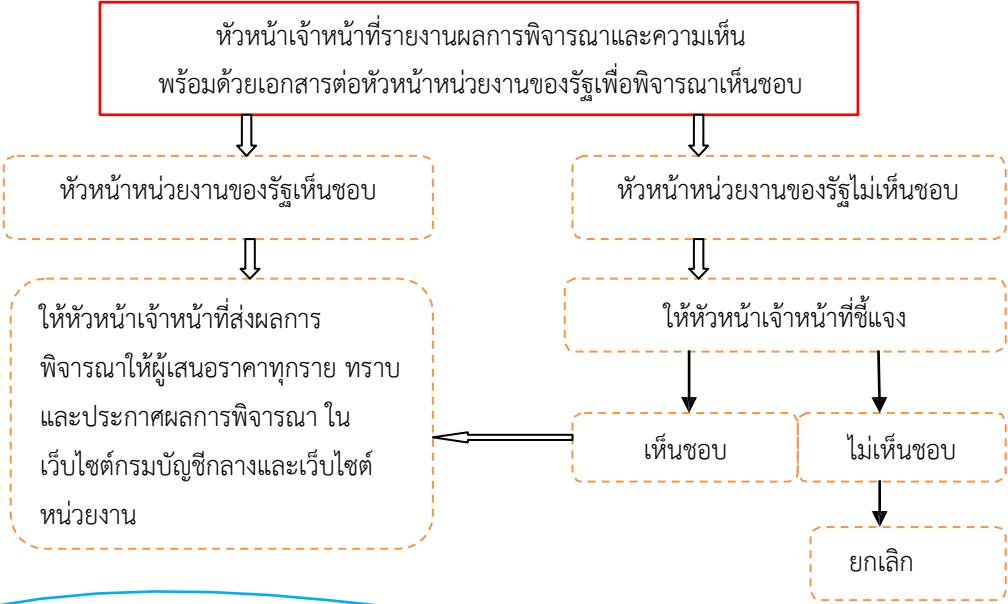 หัวหน้าเจ้าหน้าที่รายงานผลการพิจารณาและความเห็น
พร้อมด้วยเอกสารต่อหัวหน้าหน่วยงานของรัฐเพื่อพิจารณาเห็นชอบ
หัวหน้าหน่วยงานของรัฐเห็นชอบ
หัวหน้าหน่วยงานของรัฐไม่เห็นชอบ
ให้หัวหน้าเจ้าหน้าที่ส่งผลการ
พิจารณาให้ผู้เสนอราคาทุกราย ทราบ
และประกาศผลการพิจารณา ใน
เว็บไซต์กรมบัญชีกลางและเว็บไซต์
หน่วยงาน
ให้หัวหน้าเจ้าหน้าที่ชี้แจง
เห็นชอบ
ไม่เห็นชอบ
ยกเลิก